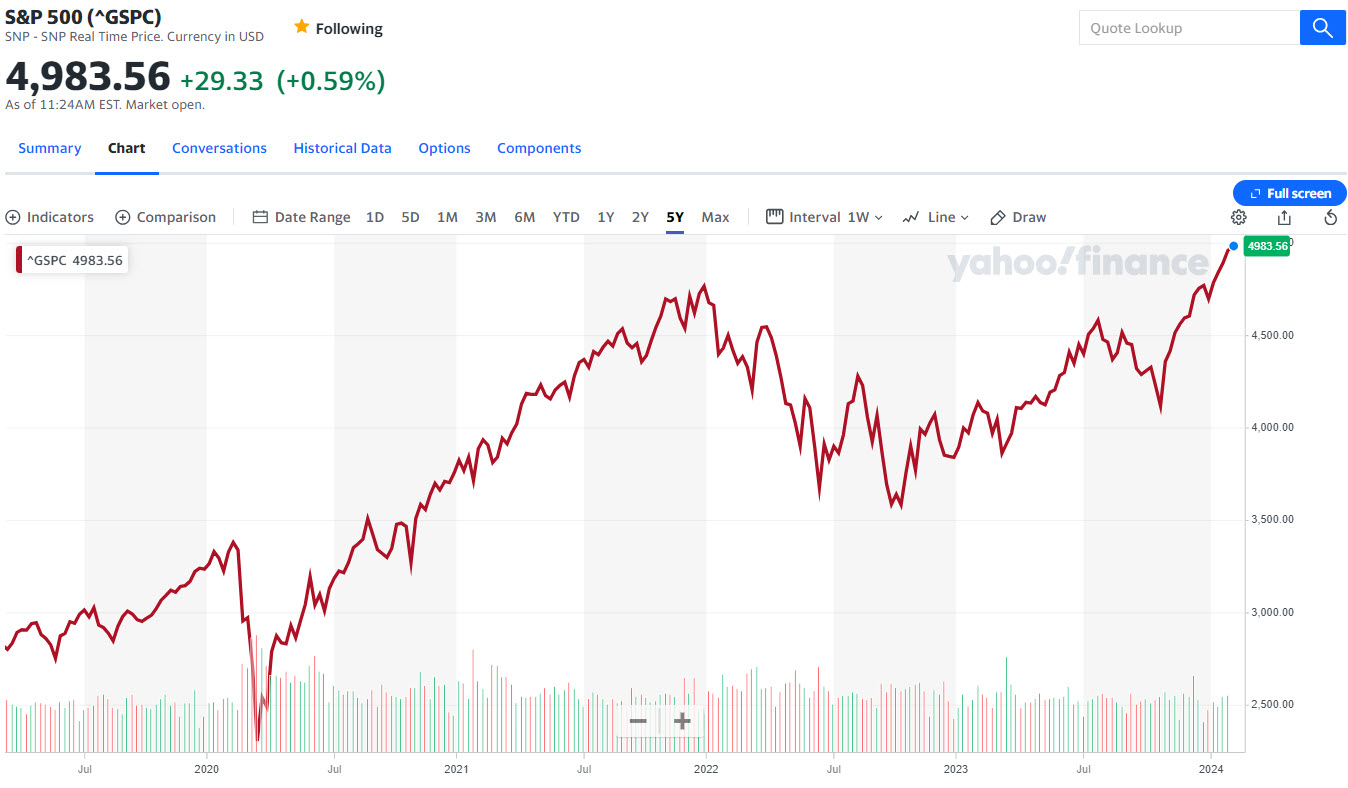 S&P 500 (^GSPC)
SNP - SNP Real Time Price. Currency in USD
Following
Quote Lookup
4,983.56 +29.33 (+0.59%)
As of 11:24AM EST. Market open.
Summary Chart Conversations Historical Data Options Components
Full screen
Indicators Comparison Date Range 1D 5D 1M 3M 6M YTD 1Y 2Y 5Y Max Interval 1W Line Draw
^GSPC 4983.56
yahoo!finance
4983.56
4,500.00
4,000.00
3,500.00
3,000.00
2,500.00
Jul 2020 Jul 2021 Jul 2022 Jul 2023 Jul 2024